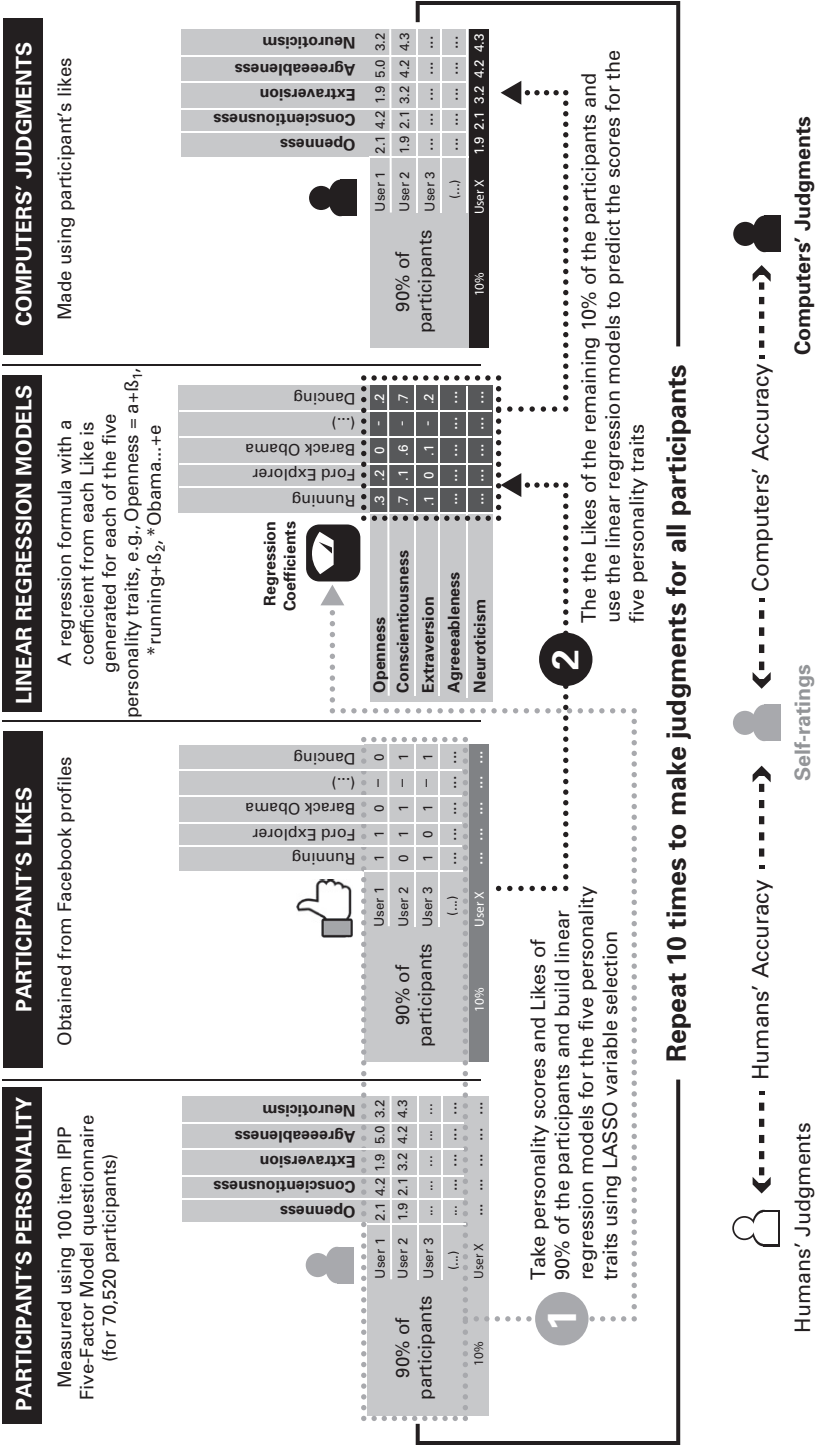 PARTICIPANT'S PERSONALITY
Measured using 100 item IPIP
Five-Factor Model questionnaire
(for 70,520 participants)
Openness
Conscientiousness
Extraversion
Agreeableness
Neuroticism
90% of
participants
User 1 2.1 4.2 1.9 5.0 3.2
User 2 1.9 2.1 3.2 4.2 4.3
User 3 ... ... ... ... ...
(...) ... ... ... ... ...
10% User X ... ... ... ... ...
PARTICIPANT'S LIKES
Obtained from Facebook profiles
Running
Ford Explorer
Barack Obama
(...)
Dancing
90% of
participants
User 1 1 1 0 – 0
User 2 0 1 1 – 1
User 3 1 0 1 – 1
(...) ... ... ... ... ...
10% User X ... ... ... ... ...
LINEAR REGRESSION MODELS
A regression formula with a
coefficient from each Like is
generated for each of the five
personality traits, e.g., Openness = a+ß1,
*running+ß2, *Obama...+e
Regression
Coefficients
Running
Ford Explorer
Barack Obama
(...)
Dancing
Openness .3 .2 0 - .2
Conscientiousness .7 .1 .6 - .7
Extraversion .1 0 .1 - .2
Agreeableness ... ... ... ... ...
Neuroticism ... ... ... ... ...
COMPUTERS' JUDGMENTS
Made using participant's likes
Openness
Conscientiousness
Extraversion
Agreeableness
Neuroticism
90% of
participants
User 1 2.1 4.2 1.9 5.0 3.2
User 2 1.9 2.1 3.2 4.2 4.3
User 3 ... ... ... ... ...
(...) ... ... ... ... ...
10% User X 1.9 2.1 3.2 4.2 4.3
1
Take personality scores and Likes of
90% of the participants and build linear
regression models for the five personality
traits using LASSO variable selection
2
The the Likes of the remaining 10% of the participants and
use the linear regression models to predict the scores for the
five personality traits
Repeat 10 times to make judgments for all participants
Humans' Judgments
Humans' Accuracy
Self-ratings
Computers' Accuracy
Computers' Judgments